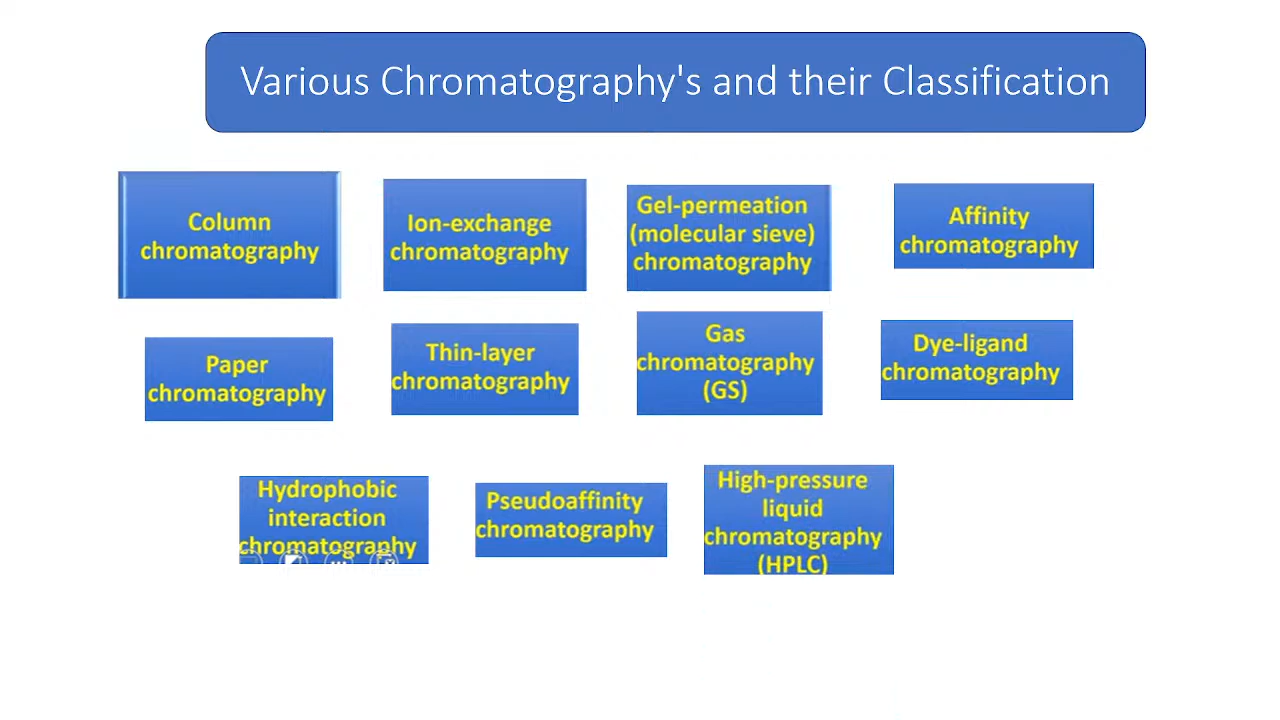 Various Chromatography's and their Classification
Column
chromatography
Ion-exchange
chromatography
Gel-permeation
(molecular sieve)
chromatography
Affinity
chromatography
Paper
chromatography
Thin-layer
chromatography
Gas
chromatography
(GS)
Dye-ligand
chromatography
Hydrophobic
interaction
chromatography
Pseudoaffinity
chromatography
High-pressure
liquid
chromatography
(HPLC)